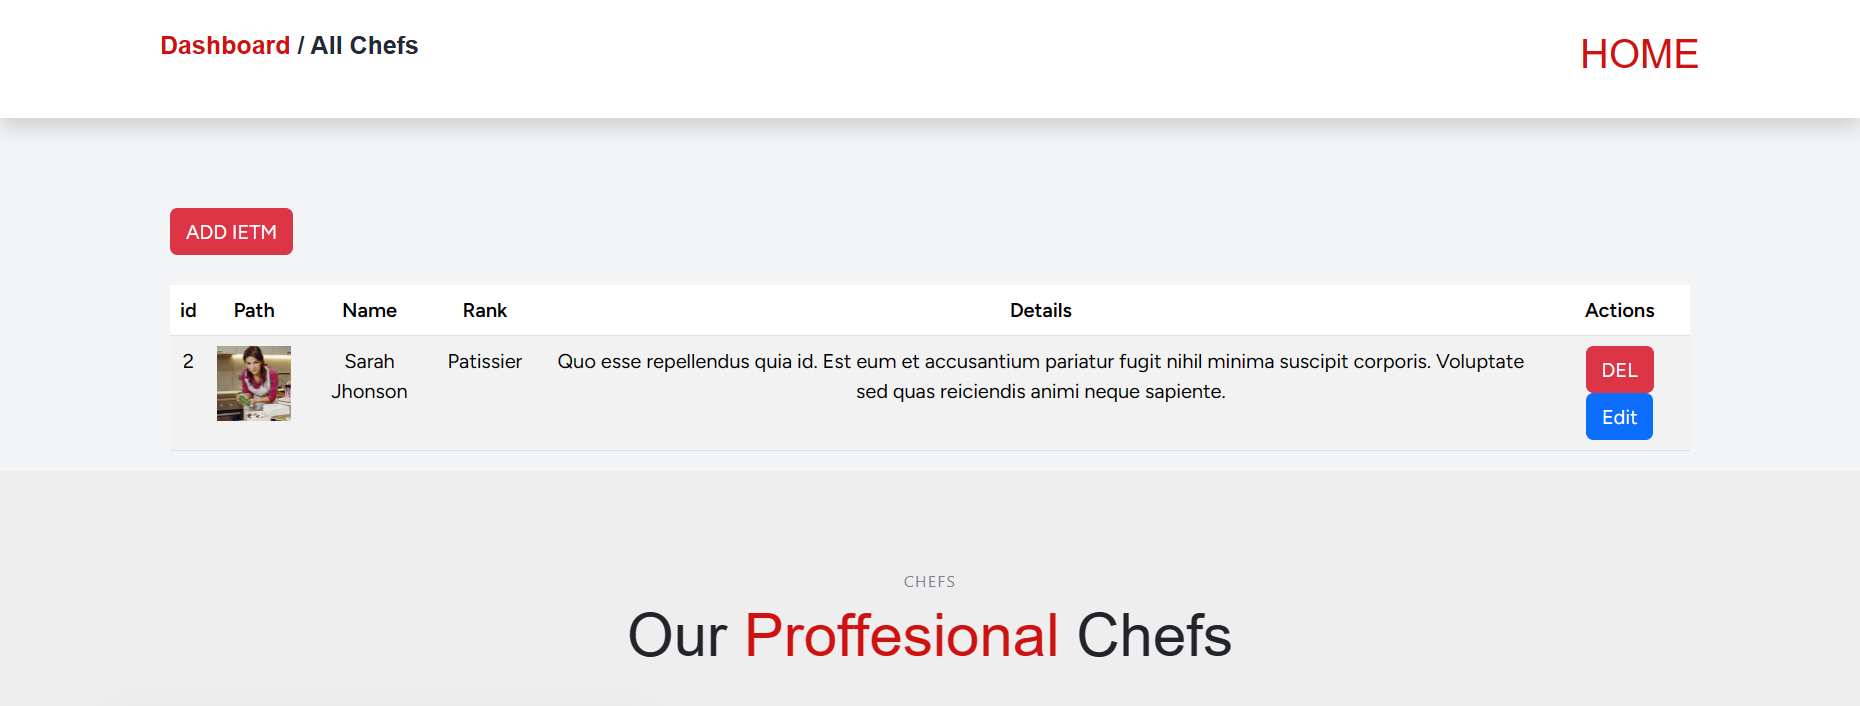 Dashboard / All Chefs
HOME
ADD IETM
id Path Name Rank Details Actions
2 Sarah Patissier Quo esse repellendus quia id. Est eum et accusantium pariatur fugit nihil minima suscipit corporis. Voluptate DEL
Jhonson sed quas reiciendis animi neque sapiente.
Edit
CHEFS
Our Proffesional Chefs